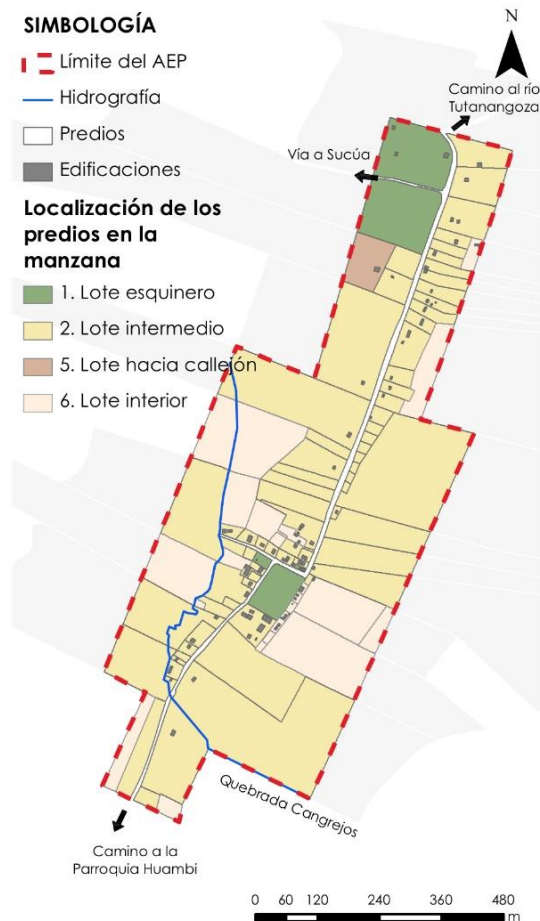 SIMBOLOGÍA
Límite del AEP
Hidrografía
Predios
Edificaciones
Localización de los
predios en la
manzana
1. Lote esquinero
2. Lote intermedio
5. Lote hacia callejón
6. Lote interior
N
Camino al río
Tutanangoza
Vía a Sucúa
Quebrada Cangrejos
Camino a la
Parroquia Huambi
0 60 120 240 360 480
m